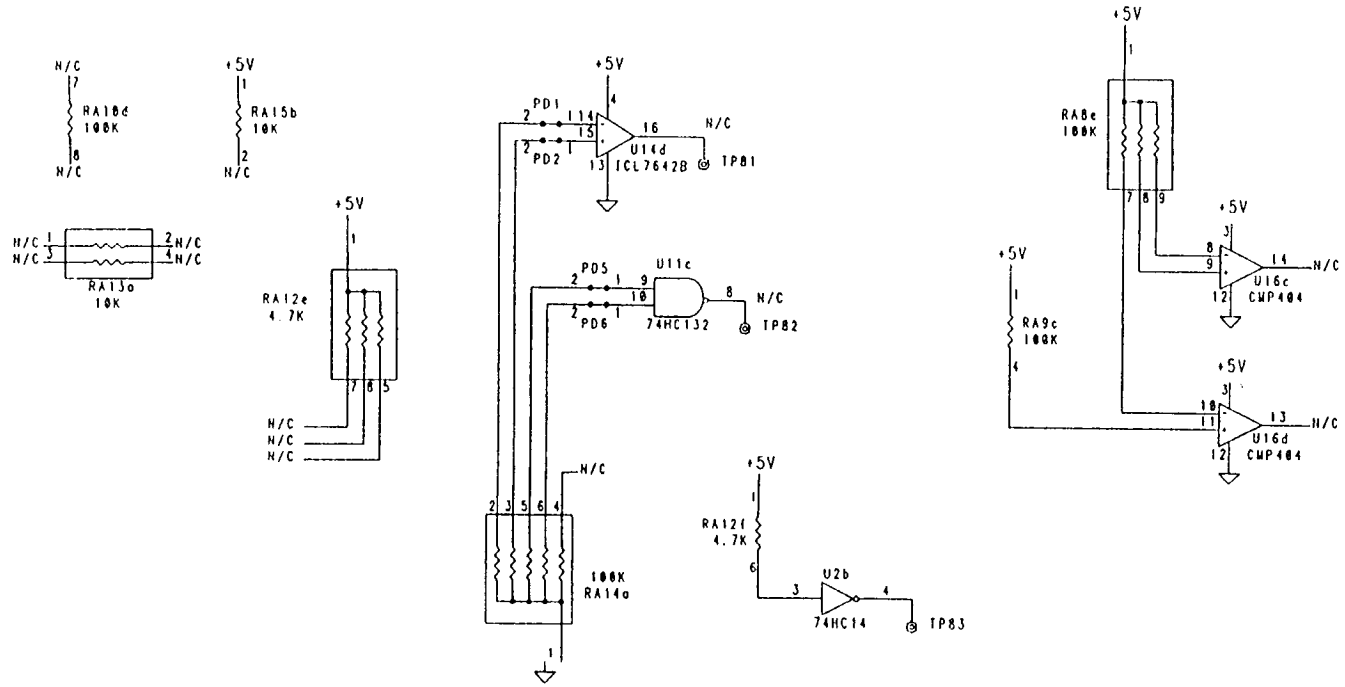 N/C
7
RA10d
100K
8
N/C
+5V
1
RA15b
10K
2
N/C
N/C 1 2 N/C
N/C 3 4 N/C
RA13a
10K
+5V
1
RA12e
4.7K
7 8 5
N/C
N/C
N/C
+5V
4
2 PD1 1 14 -
2 PD2 1 15 +
16
N/C
U14d
13 ICL7642B
TP81
2 PD5 1 9
2 PD6 1 10
U11c
8
N/C
74HC132
TP82
N/C
2 3 5 6 4
100K
RA14a
1
+5V
1
RA12f
4.7K
6
3
U2b
4
74HC14
TP83
+5V
1
RA8e
100K
7 8 9
+5V
3
8 -
9 +
14
N/C
U16c
12 CMP404
+5V
1
RA9c
100K
4
+5V
3
10 -
11 +
13
N/C
U16d
12 CMP404